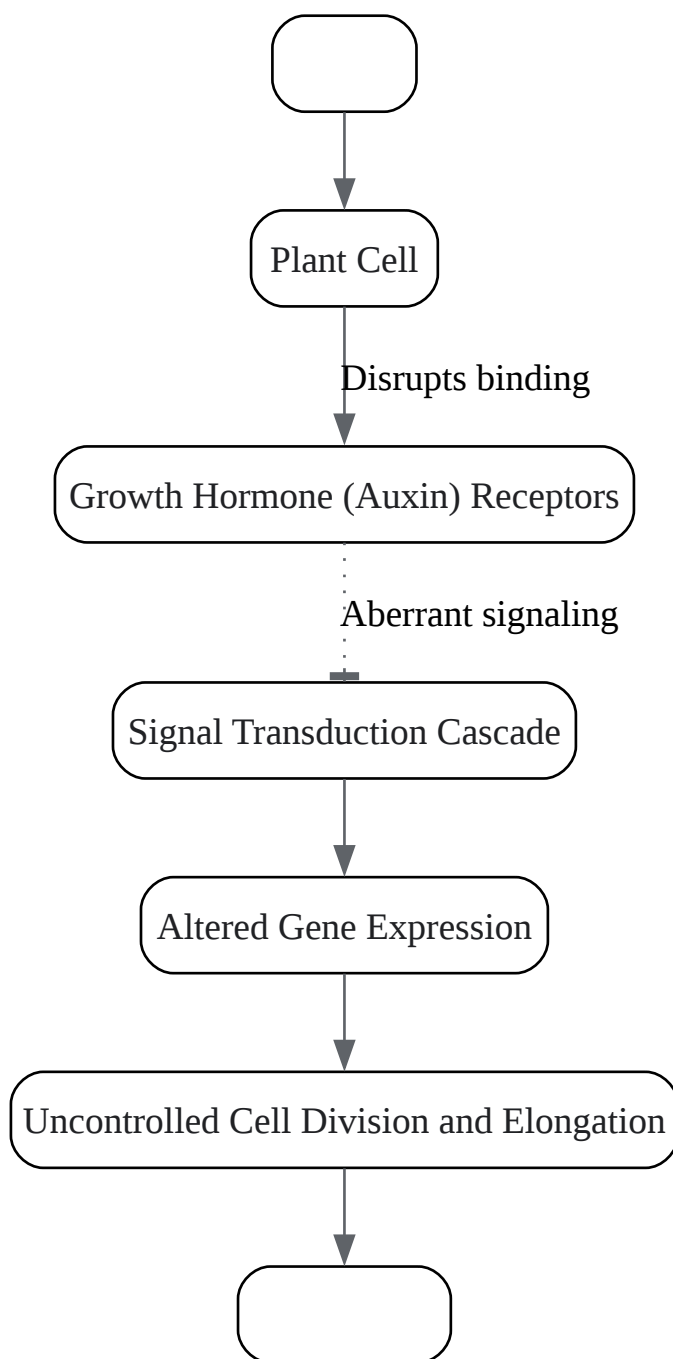 Plant Cell
Disrupts binding
Growth Hormone (Auxin) Receptors
Aberrant signaling
Signal Transduction Cascade
Altered Gene Expression
Uncontrolled Cell Division and Elongation